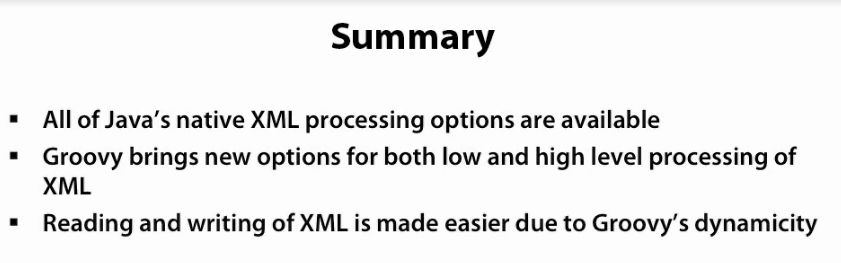 Summary
▪ All of Java's native XML processing options are available
▪ Groovy brings new options for both low and high level processing of
XML
▪ Reading and writing of XML is made easier due to Groovy's dynamicity